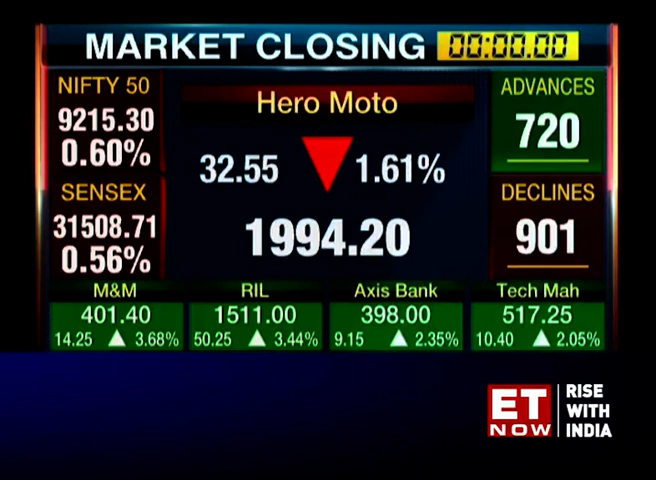 MARKET CLOSING 00:00.00
NIFTY 50
9215.30
0.60%
SENSEX
31508.71
0.56%
Hero Moto
32.55 ▼ 1.61%
1994.20
ADVANCES
720
DECLINES
901
M&M
401.40
14.25 ▲ 3.68%
RIL
1511.00
50.25 ▲ 3.44%
Axis Bank
398.00
9.15 ▲ 2.35%
Tech Mah
517.25
10.40 ▲ 2.05%
ET
NOW
RISE
WITH
INDIA